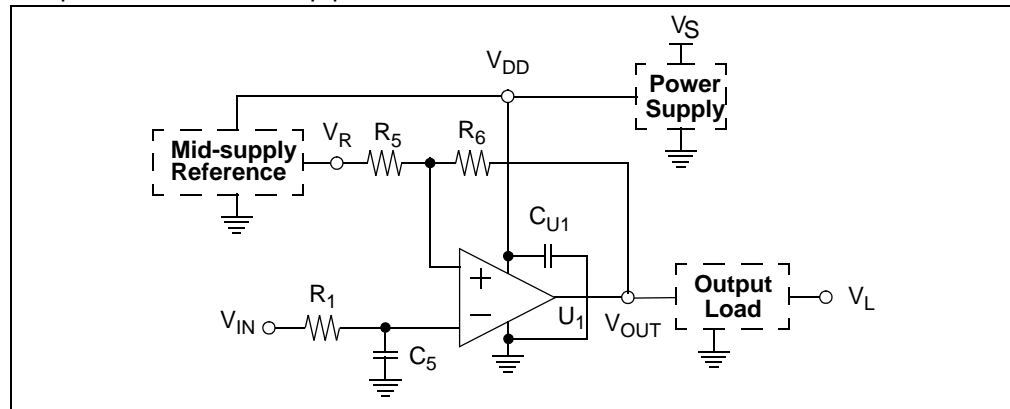 V_S
V_DD
Power
Supply
V_R
R_5
R_6
Mid-supply
Reference
C_U1
+
Output
Load
V_L
R_1
−
U_1
V_IN
V_OUT
C_5